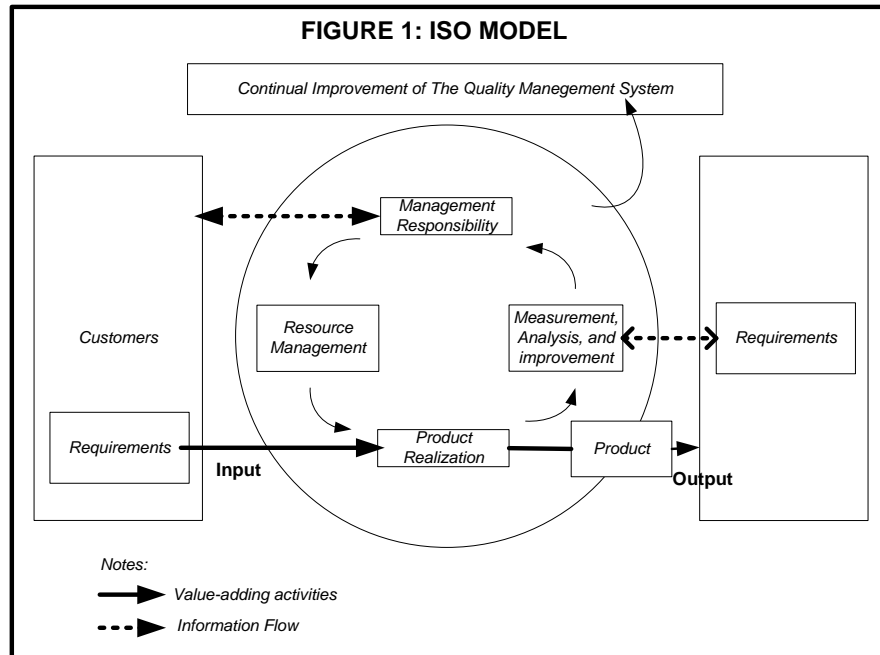 FIGURE 1: ISO MODEL
Continual Improvement of The Quality Manegement System
Management
Responsibility
Customers
Resource
Management
Measurement,
Analysis, and
improvement
Requirements
Requirements
Input
Product
Realization
Product
Output
Notes:
Value-adding activities
Information Flow